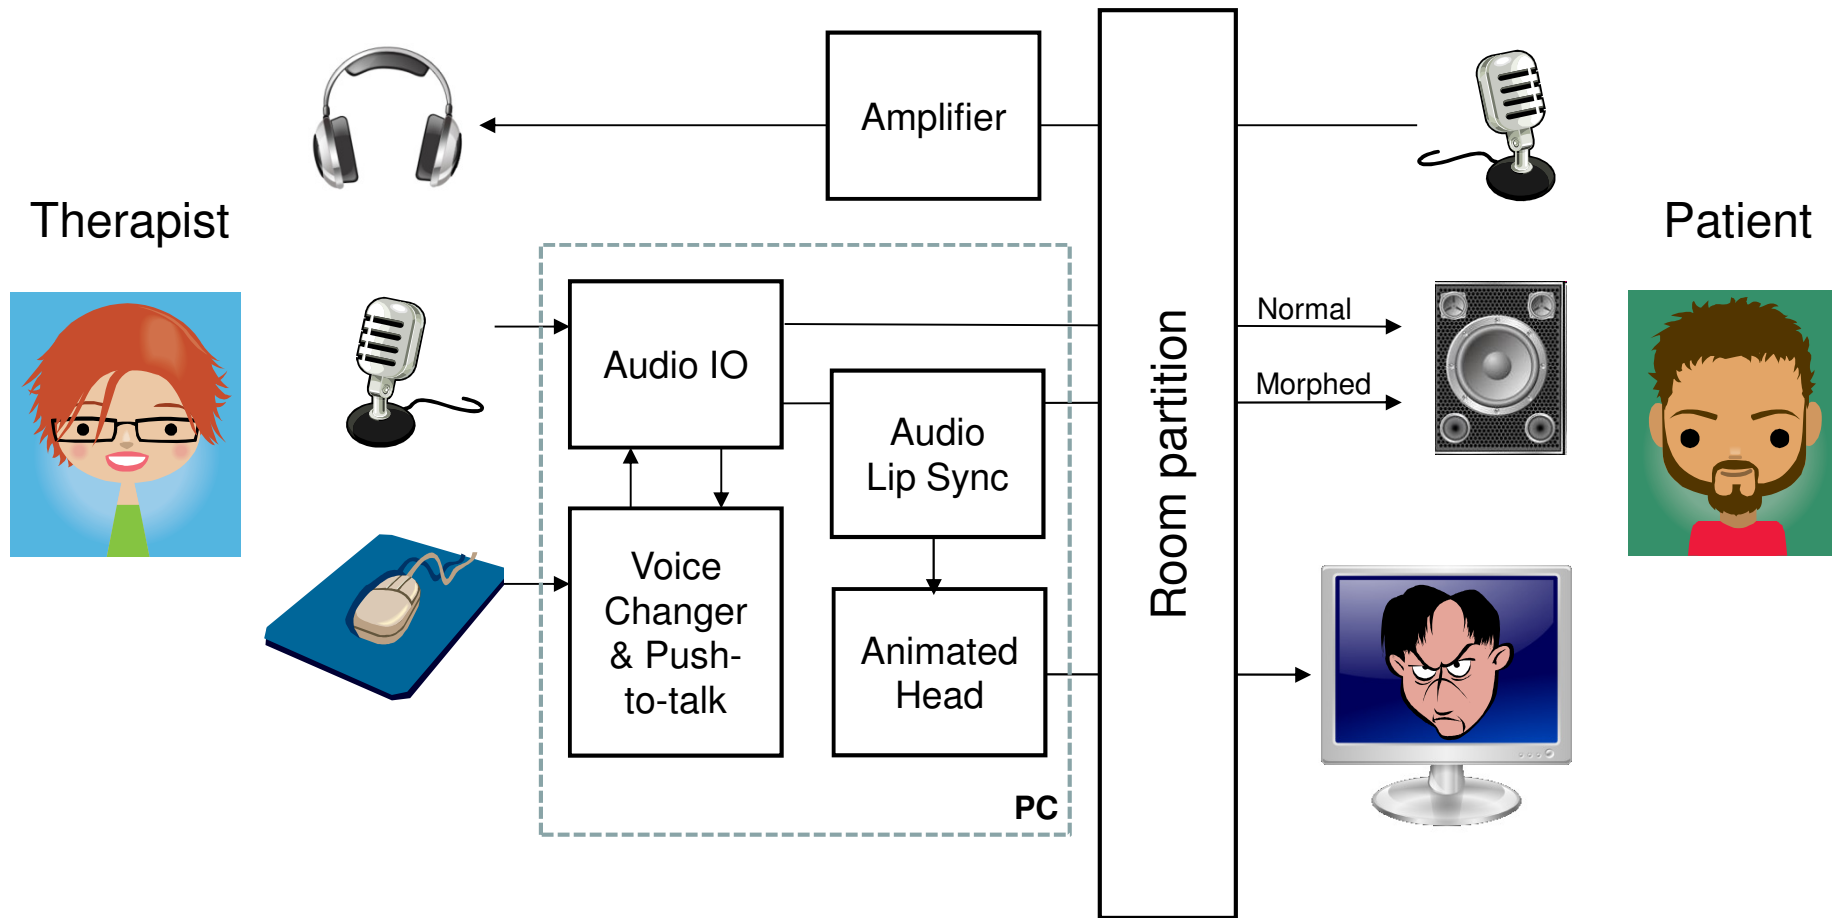 Amplifier
Therapist
Patient
Audio IO
Normal
Morphed
Audio
Lip Sync
Room partition
Voice
Changer
& Push-
to-talk
Animated
Head
PC